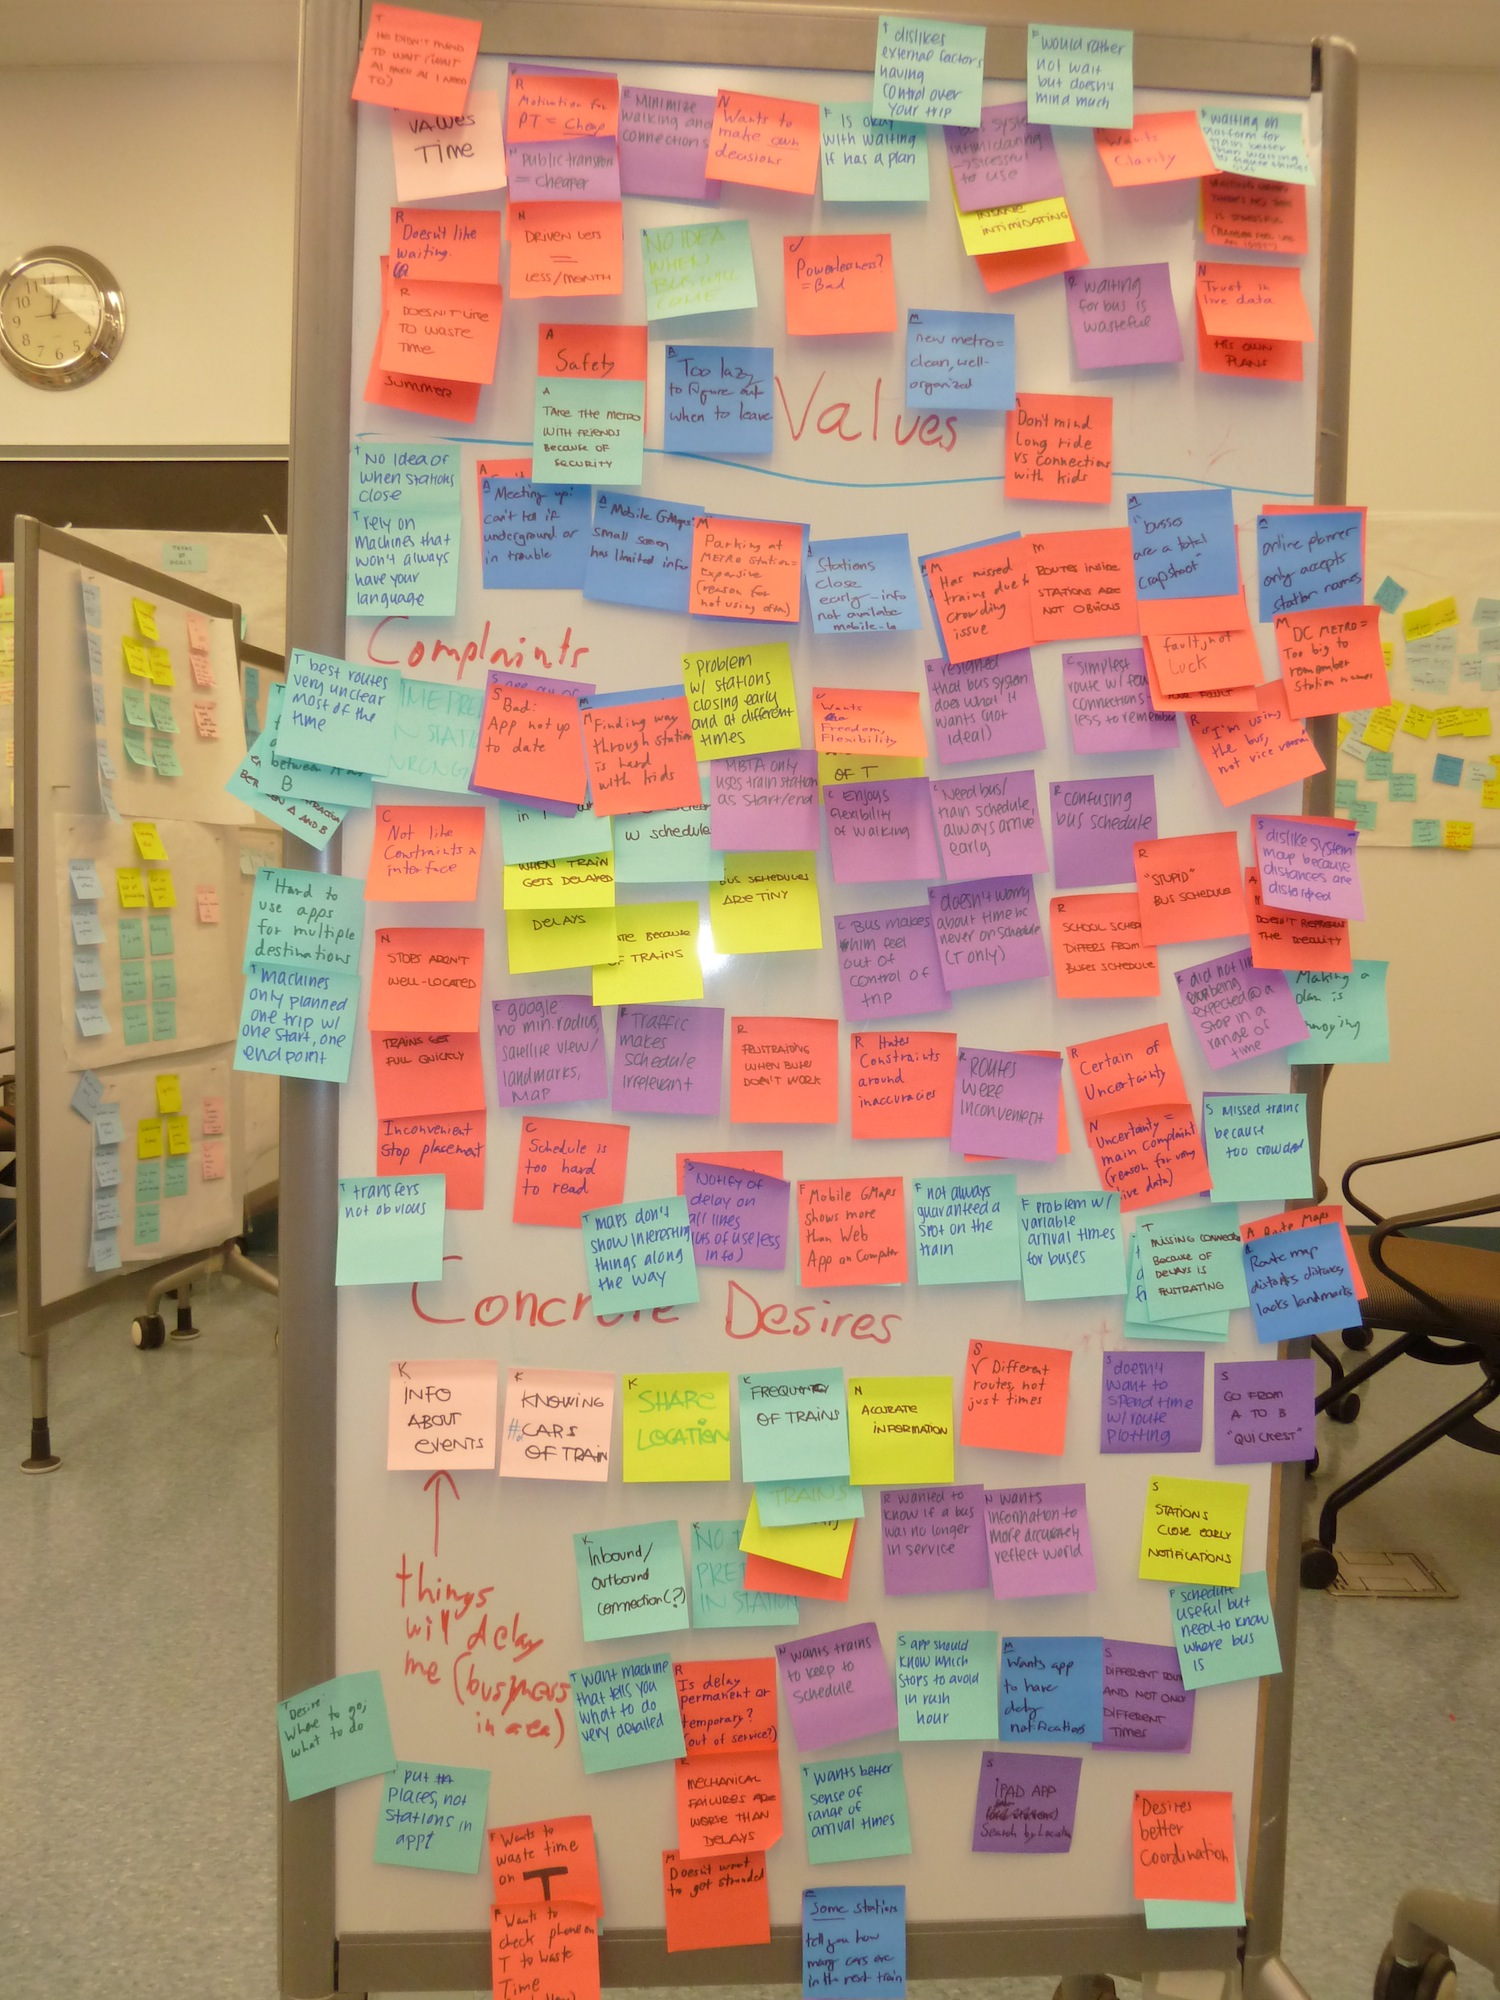 T
HE DIDN'T MIND
TO WAIT (WAIT
AS MUCH AS I NEED
TO)
VALUES
TIME
R
Motivation for
PT = Cheap
Public transport
= cheaper
Minimize
walking and
connections
N
Wants to
make own
decisions
F
Is okay
with waiting
if has a plan
T dislikes
external factors
having
control over
your trip
F would rather
not wait
but doesn't
mind much
Bus system
intimidating
→ stressful
to use
INTIMIDATING
Wants
Clarity
waiting on
platform for
train better
than waiting
R
Doesn't like
waiting.
R
DOESN'T LIKE
TO WASTE
TIME
SUMMER
N
DRIVEN LESS
=
LESS/MONTH
NO IDEA
WHEN
BUS WILL
COME
Powerlessness?
= Bad
R waiting
for bus is
wasteful
N
Trust in
live data
HIS OWN
PLANS
A
Safety
A
TAKE THE METRO
WITH FRIENDS
BECAUSE OF
SECURITY
Too lazy
to figure out
when to leave
M
new metro =
clean, well-
organized
Values
Don't mind
long ride
vs connections
with kids
T No idea of
when stations
close
T rely on
machines that
won't always
have your
language
A
A Meeting up:
can't tell if
underground or
in trouble
A Mobile GMaps:
small screen
has limited info
M
Parking at
METRO station =
expensive
(reason for
not using often)
Stations
close
early - info
not available
mobile-ly
M
Has missed
trains due to
crowding
issue
M
ROUTES INSIDE
STATIONS ARE
NOT OBVIOUS
M
"busses
are a total
crapshoot"
fault, not
luck
M
online planner
only accepts
station names
M
DC METRO =
Too big to
remember
station names
Complaints
T best routes
very unclear
most of the
time
between A and
B
A AND B
IN STATION
WRONG
S
Bad:
App not up
to date
M
Finding way
through station
is hard
with kids
S problem
w/ stations
closing early
and at different
times
Wants
Freedom,
Flexibility
OF T
R resigned
that bus system
does what it
wants (not
ideal)
C simplest
route w/ few
connections -
less to remember
R
"I'm using
the bus,
not vice versa"
C
Not like
Constraints in
interface
w schedule
WHEN TRAIN
GETS DELAYED
DELAYS
BECAUSE
OF TRAINS
MBTA only
uses train station
as start/end
BUS SCHEDULES
ARE TINY
C Enjoys
flexibility
of walking
C Need bus/
train schedule,
always arrive
early
R confusing
bus schedule
R
"STUPID"
BUS SCHEDULE
S
dislike system
map because
distances are
distorted
DOESN'T REPRESENT
THE REALITY
T Hard to
use apps
for multiple
destinations
T machines
only planned
one trip w/
one start, one
endpoint
N
STOPS AREN'T
WELL-LOCATED
TRAINS GET
FULL QUICKLY
Inconvenient
stop placement
C google:
no min. radius,
satellite view/
landmarks,
map
R Traffic
makes
schedule
irrelevant
R
FRUSTRATING
WHEN BUSES
DON'T WORK
C Bus makes
him feel
out of
control of
trip
C doesn't worry
about time bc
never on schedule
(T only)
R
SCHOOL SCHED
DIFFERS FROM
BUSES SCHEDULE
R Hates
Constraints
around
inaccuracies
R
ROUTES
WERE
INCONVENIENT
R
Certain of
Uncertainty
N
Uncertainty =
main complaint
(reason for using
live data)
R did not like
being
expected @ a
stop in a
range of
time
Making a
plan is
annoying
S Missed trains
because
too crowded
C
Schedule is
too hard
to read
T transfers
not obvious
T maps don't
show interesting
things along
the way
Notify of
delay on
all lines
(lots of useless
info)
F
Mobile GMaps
shows more
than Web
App on Computer
F not always
guaranteed a
spot on the
train
F problem w/
variable
arrival times
for buses
T
MISSING CONNECTION
BECAUSE OF
DELAYS IS
FRUSTRATING
A Route Maps
Route map
distorts distance,
lacks landmarks
Concrete Desires
K
INFO
ABOUT
EVENTS
K
KNOWING
# CARS
OF TRAIN
K
SHARE
LOCATION
K
FREQUENCY
OF TRAINS
TRAINS
N
ACCURATE
INFORMATION
S
✓ Different
routes, not
just times
S doesn't
want to
spend time
w/ route
plotting
S
GO FROM
A TO B
"QUICKEST"
things
will delay
me (busyness
in area)
K
Inbound/
outbound
connection(?)
K
IN STATION
R wanted to
know if a bus
was no longer
in service
N wants
information to
more accurately
reflect world
S
STATIONS
CLOSE EARLY
NOTIFICATIONS
F schedule
useful but
need to know
where bus
is
T
Desire:
Where to go,
what to do
T want machine
that tells you
what to do
very detailed
R
Is delay
permanent or
temporary?
(out of service?)
N wants trains
to keep to
schedule
S app should
know which
stops to avoid
in rush
hour
M
Wants app
to have
delay
notifications
S
DIFFERENT ROUTES
AND NOT ONLY
DIFFERENT
TIMES
put
places, not
stations in
app
R
MECHANICAL
FAILURES ARE
WORSE THAN
DELAYS
T wants better
sense of
range of
arrival times
S
iPAD APP
Search by Location
Desires
better
Coordination
F
Wants to
waste time
on T
F
Wants to
check phone on
T to waste
Time
M
Doesn't want
to get stranded
Some stations
tell you how
many cars are
in the next train